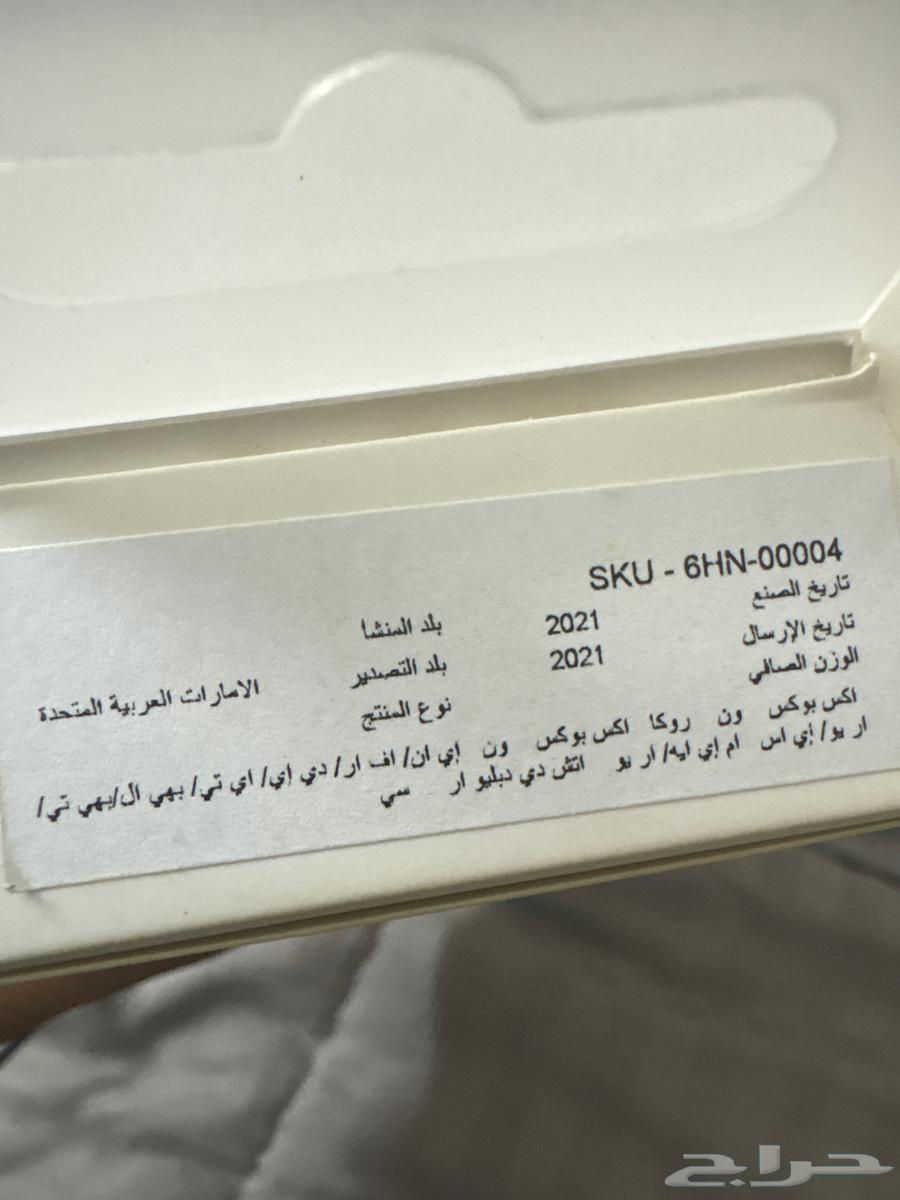 SKU - 6HN-00004
تاريخ الصنع 2021 بلد المنشأ
تاريخ الإرسال 2021 بلد التصدير الامارات العربية المتحدة
الوزن الصافي نوع المنتج
اكس بوكس ون روكا اكس بوكس ون إي ان/ اف ار/ دي إي/ اي تي/ بهي ال/بهي تي/
ار يو/ إي اس ام إي ايه/ ار يو اتش دي دبليو ار سي
حراج